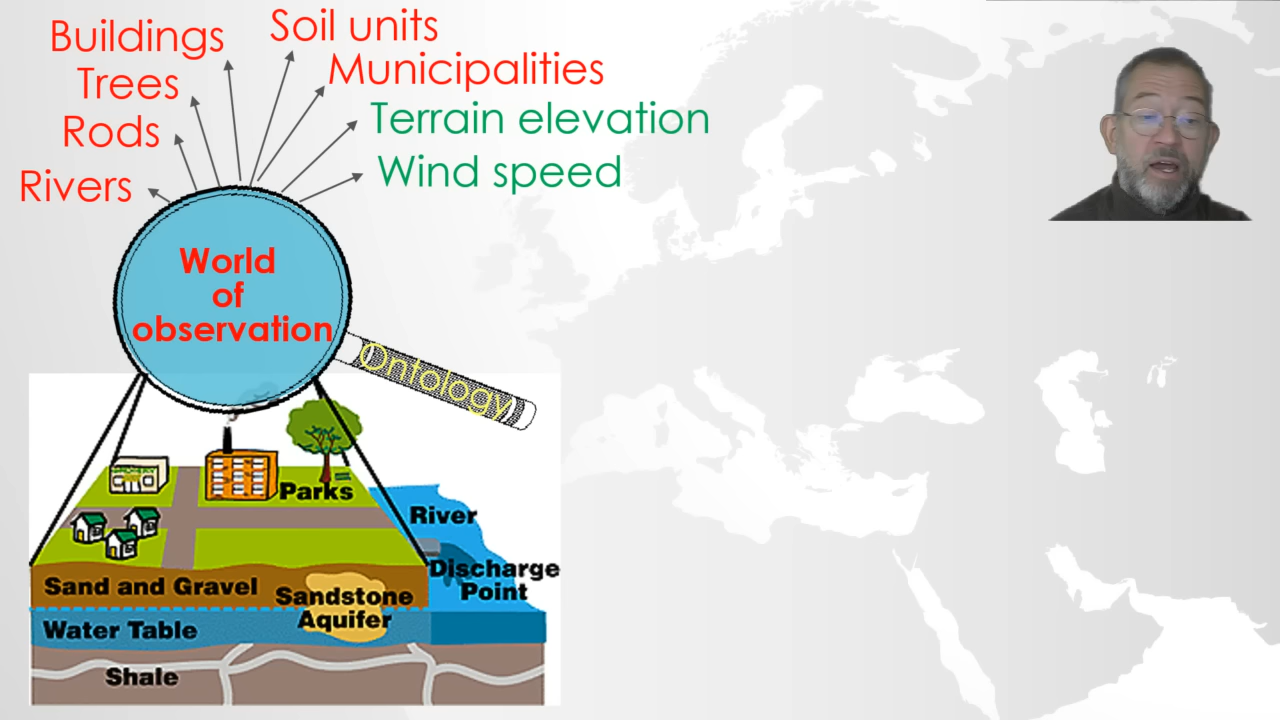 Buildings
Soil units
Trees
Municipalities
Rods
Terrain elevation
Rivers
Wind speed
World
of
observation
Ontology
Parks
River
Discharge
Point
Sand and Gravel
Sandstone
Aquifer
Water Table
Shale